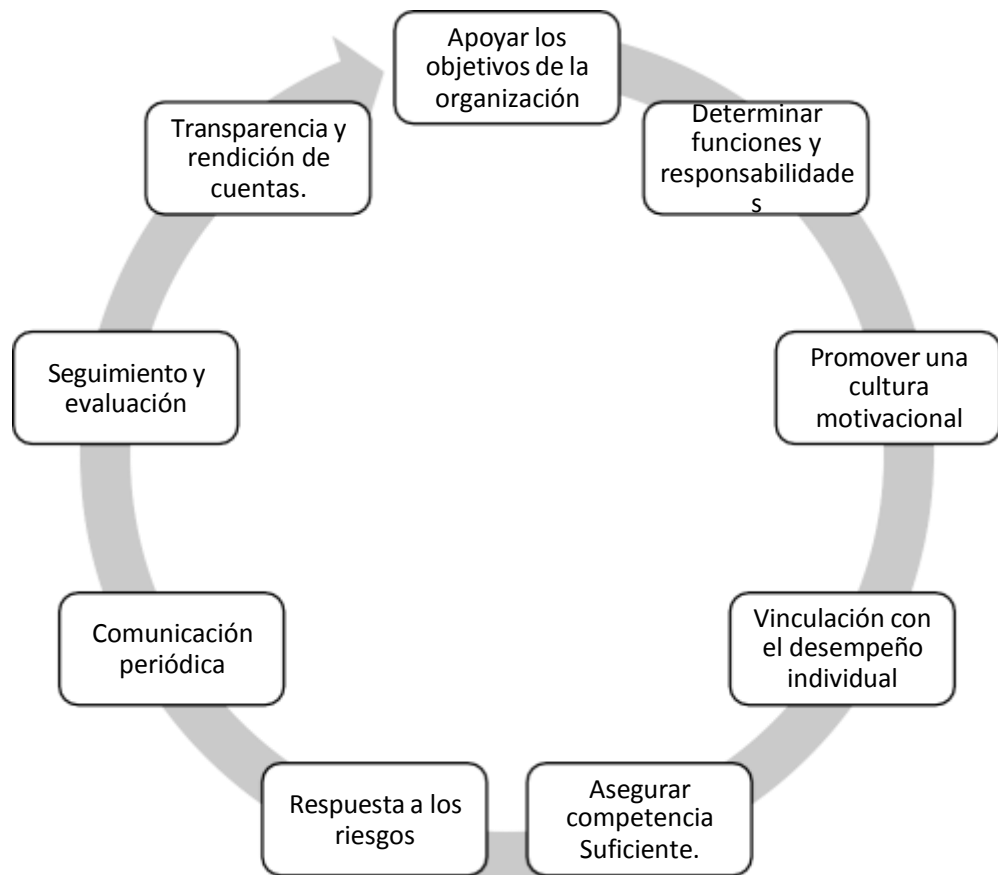 Apoyar los
objetivos de la
organización
Determinar
funciones y
responsabilidade
s
Promover una
cultura
motivacional
Vinculación con
el desempeño
individual
Asegurar
competencia
Suficiente.
Respuesta a los
riesgos
Comunicación
periódica
Seguimiento y
evaluación
Transparencia y
rendición de
cuentas.